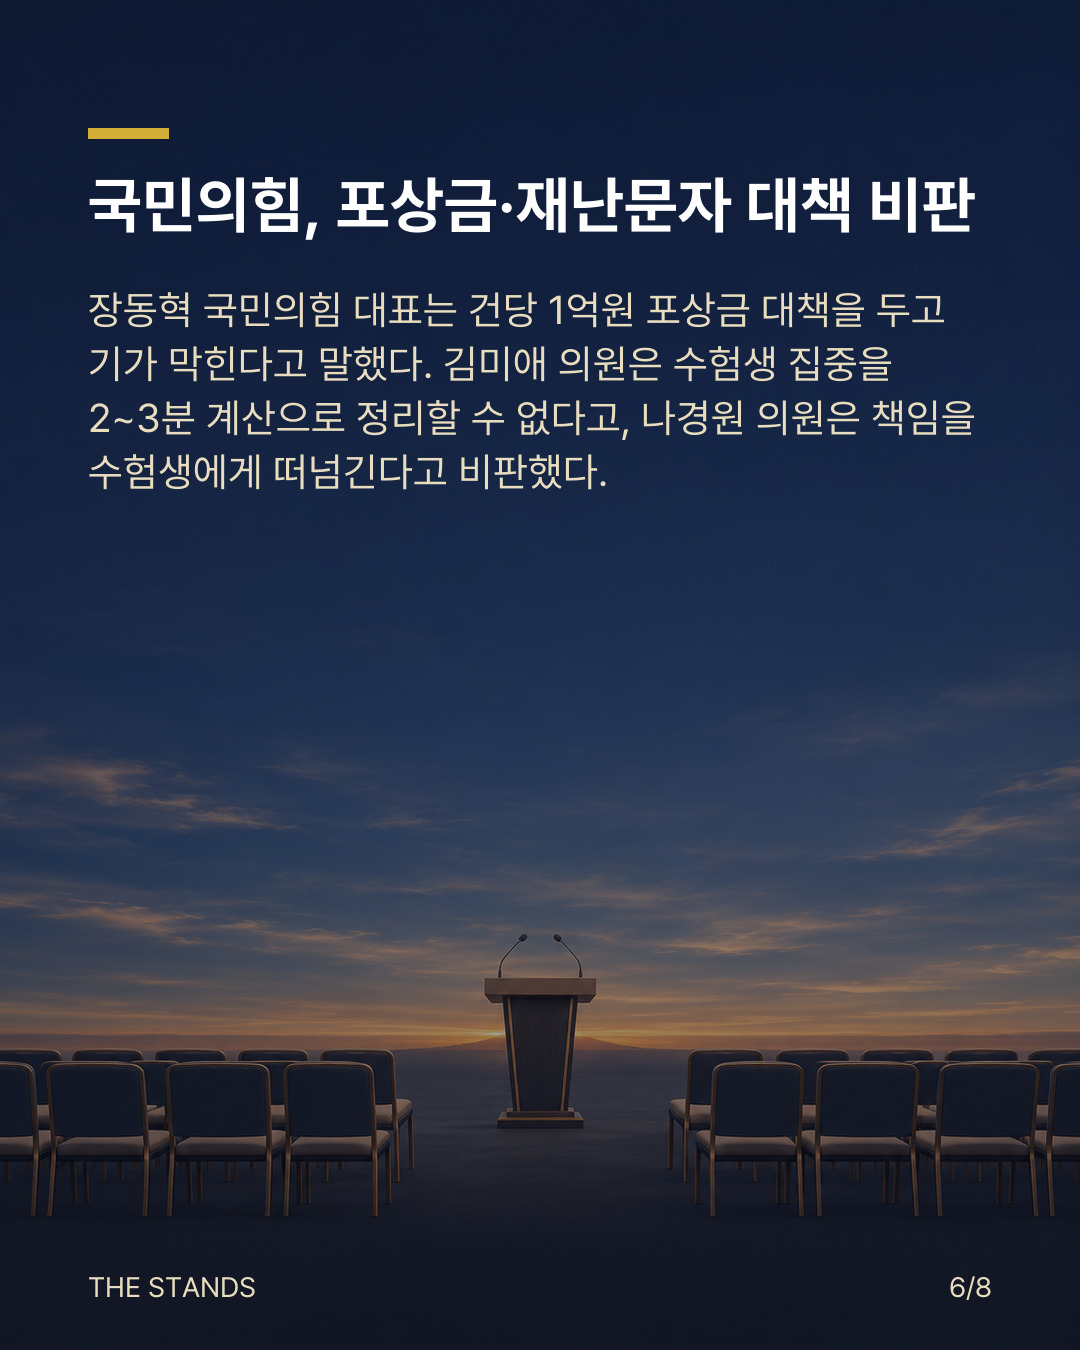 국민의힘, 포상금·재난문자 대책 비판
장동혁 국민의힘 대표는 건당 1억원 포상금 대책을 두고
기가 막힌다고 말했다. 김미애 의원은 수험생 집중을
2~3분 계산으로 정리할 수 없다고, 나경원 의원은 책임을
수험생에게 떠넘긴다고 비판했다.
THE STANDS
6/8